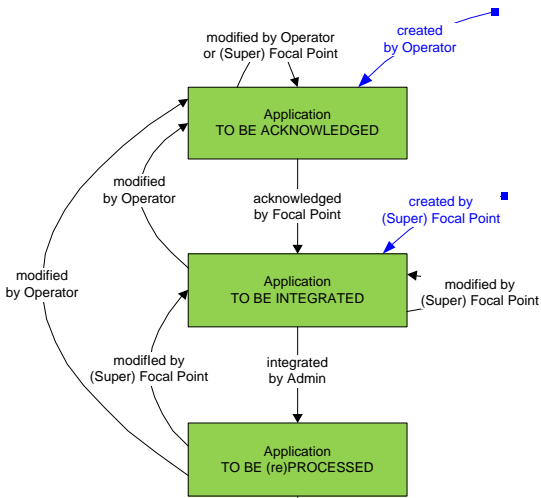 modified by Operator
or (Super) Focal Point
created
by Operator
Application
TO BE ACKNOWLEDGED
modified
by Operator
acknowledged
by Focal Point
created by
(Super) Focal Point
modified
by Operator
Application
TO BE INTEGRATED
modified by
(Super) Focal Point
modified by
(Super) Focal Point
integrated
by Admin
Application
TO BE (re)PROCESSED